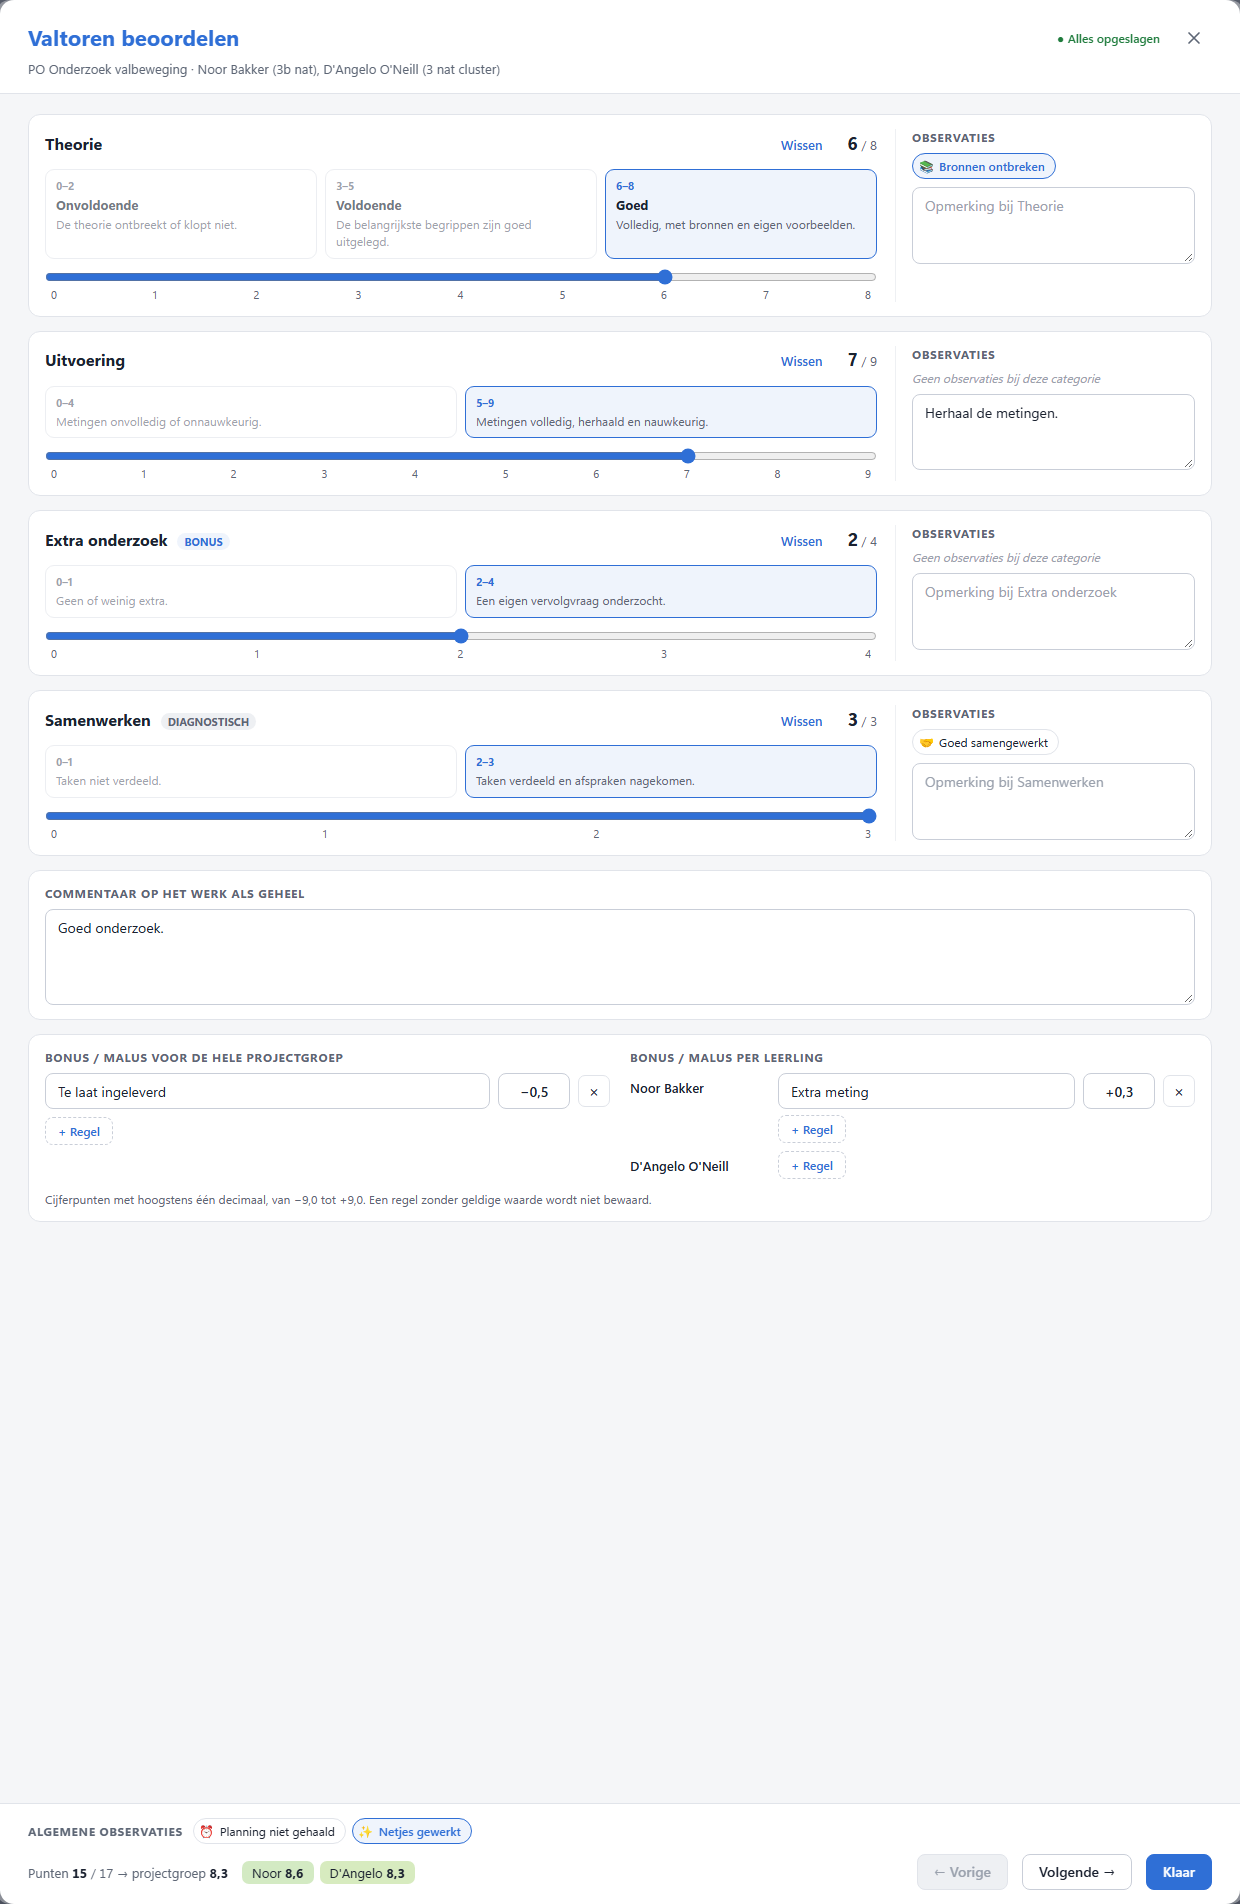 Valtoren beoordelen
● Alles opgeslagen
PO Onderzoek valbeweging · Noor Bakker (3b nat), D'Angelo O'Neill (3 nat cluster)
Theorie
Wissen 6 / 8
0–2
Onvoldoende
De theorie ontbreekt of klopt niet.
3–5
Voldoende
De belangrijkste begrippen zijn goed
uitgelegd.
6–8
Goed
Volledig, met bronnen en eigen voorbeelden.
0 1 2 3 4 5 6 7 8
OBSERVATIES
📚 Bronnen ontbreken
Opmerking bij Theorie
Uitvoering
Wissen 7 / 9
0–4
Metingen onvolledig of onnauwkeurig.
5–9
Metingen volledig, herhaald en nauwkeurig.
0 1 2 3 4 5 6 7 8 9
OBSERVATIES
Geen observaties bij deze categorie
Herhaal de metingen.
Extra onderzoek BONUS
Wissen 2 / 4
0–1
Geen of weinig extra.
2–4
Een eigen vervolgvraag onderzocht.
0 1 2 3 4
OBSERVATIES
Geen observaties bij deze categorie
Opmerking bij Extra onderzoek
Samenwerken DIAGNOSTISCH
Wissen 3 / 3
0–1
Taken niet verdeeld.
2–3
Taken verdeeld en afspraken nagekomen.
0 1 2 3
OBSERVATIES
🤝 Goed samengewerkt
Opmerking bij Samenwerken
COMMENTAAR OP HET WERK ALS GEHEEL
Goed onderzoek.
BONUS / MALUS VOOR DE HELE PROJECTGROEP
Te laat ingeleverd −0,5 ×
+ Regel
BONUS / MALUS PER LEERLING
Noor Bakker Extra meting +0,3 ×
+ Regel
D'Angelo O'Neill + Regel
Cijferpunten met hoogstens één decimaal, van −9,0 tot +9,0. Een regel zonder geldige waarde wordt niet bewaard.
ALGEMENE OBSERVATIES ⏰ Planning niet gehaald ✨ Netjes gewerkt
Punten 15 / 17 → projectgroep 8,3 Noor 8,6 D'Angelo 8,3
← Vorige Volgende → Klaar